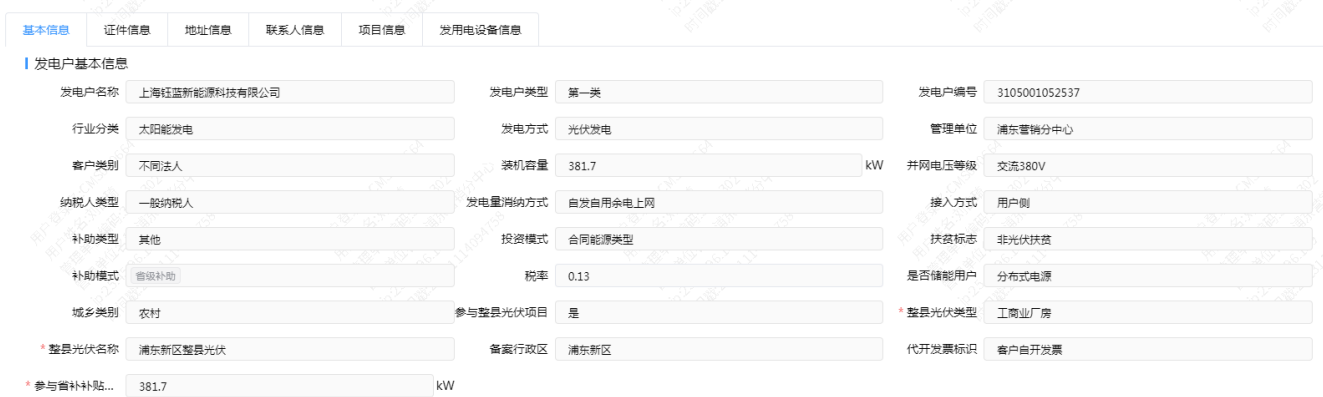 基本信息 证件信息 地址信息 联系人信息 项目信息 发用电设备信息
发电户基本信息
发电户名称 上海钰蓝新能源科技有限公司 发电户类型 第一类 发电户编号 3105001052537
行业分类 太阳能发电 发电方式 光伏发电 管理单位 浦东营销分中心
客户类别 不同法人 装机容量 381.7 kW 并网电压等级 交流380V
纳税人类型 一般纳税人 发电量消纳方式 自发自用余电上网 接入方式 用户侧
补助类型 其他 投资模式 合同能源类型 扶贫标志 非光伏扶贫
补助模式 省级补助 税率 0.13 是否储能用户 分布式电源
城乡类别 农村 参与整县光伏项目 是 * 整县光伏类型 工商业厂房
* 整县光伏名称 浦东新区整县光伏 备案行政区 浦东新区 代开发票标识 客户自开发票
* 参与省补补贴... 381.7 kW